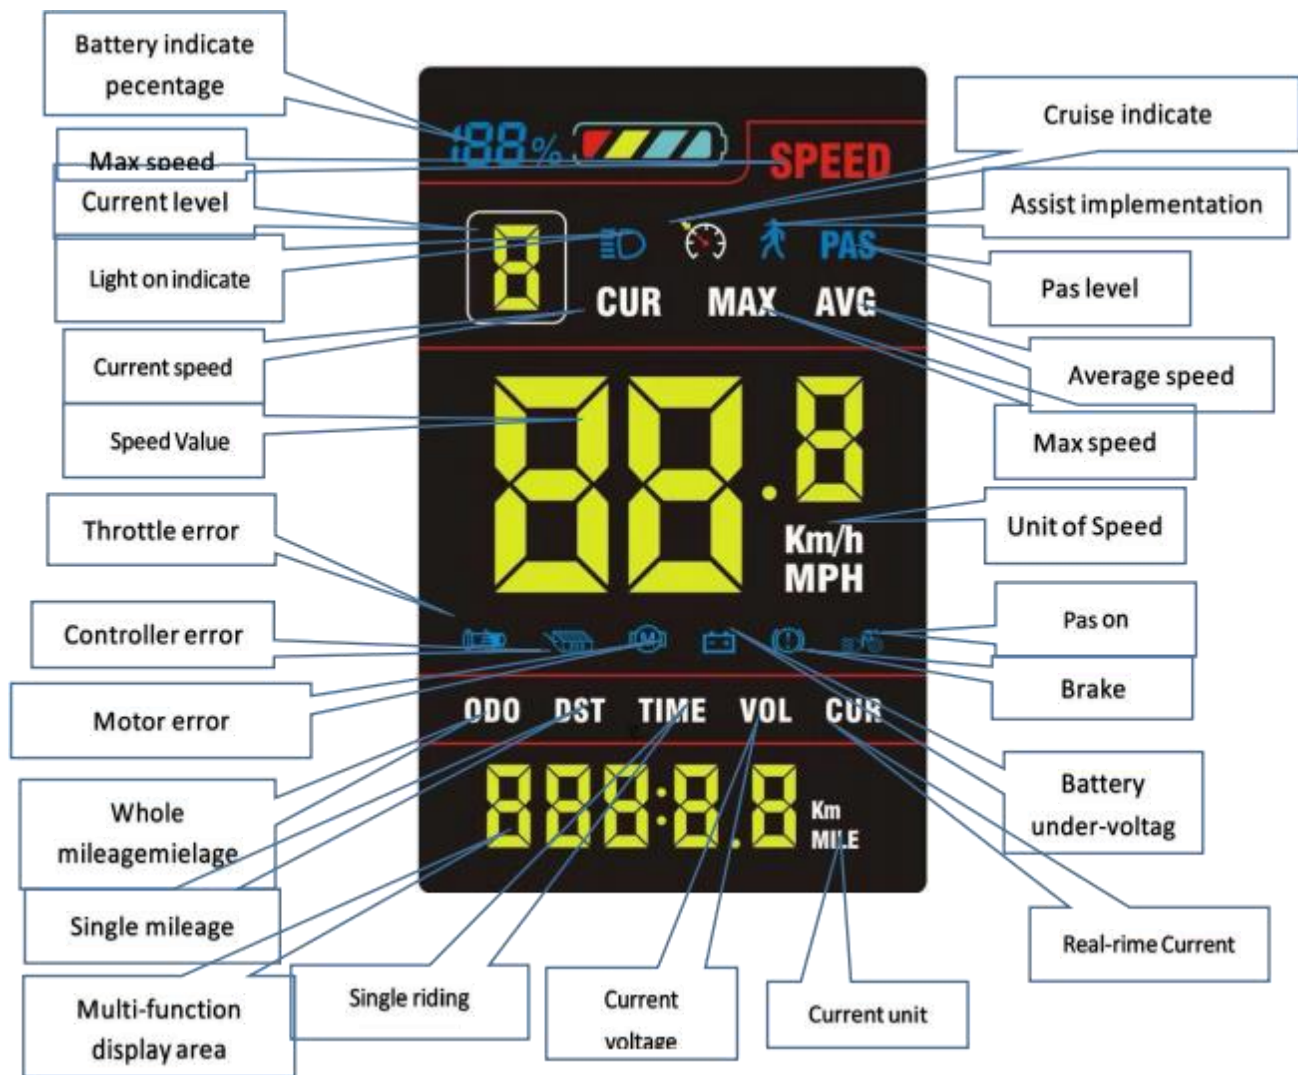 Battery indicate
pecentage
Cruise indicate
188%
SPEED
Max speed
Current level
Assist implementation
8
PAS
Light on indicate
Pas level
CUR MAX AVG
Current speed
Average speed
Speed Value
88.8
Max speed
Throttle error
Unit of Speed
Km/h
MPH
Controller error
Pas on
M
Motor error
Brake
ODO DST TIME VOL CUR
Whole
mileagemielage
Battery
under-voltag
888:8.8
Km
MILE
Single mileage
Real-rime Current
Multi-function
display area
Single riding
Current
voltage
Current unit